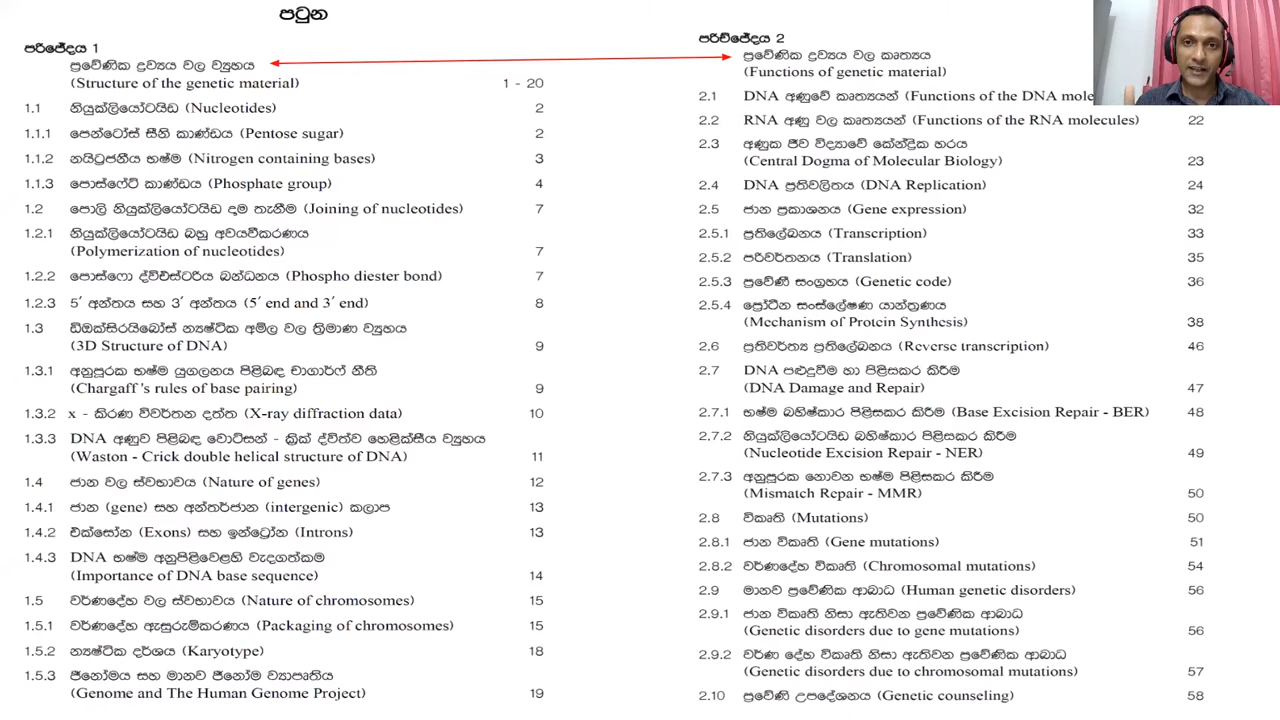 පටුන
පරිජේදය 1
ප්‍රවේණික ද්‍රව්‍යය වල ව්‍යුහය
(Structure of the genetic material) 1 - 20
1.1 නියුක්ලියෝටයිඩ (Nucleotides) 2
1.1.1 පෙන්ටෝස් සීනි කාණ්ඩය (Pentose sugar) 2
1.1.2 නයිට්‍රජනීය භෂ්ම (Nitrogen containing bases) 3
1.1.3 පොස්ෆේට් කාණ්ඩය (Phosphate group) 4
1.2 පොලි නියුක්ලියෝටයිඩ දාම තැනීම (Joining of nucleotides) 7
1.2.1 නියුක්ලියෝටයිඩ බහු අවයවීකරණය
(Polymerization of nucleotides) 7
1.2.2 පොස්ෆො ද්විඑස්ටරීය බන්ධනය (Phospho diester bond) 7
1.2.3 5′ අන්තය සහ 3′ අන්තය (5′ end and 3′ end) 8
1.3 ඩිඔක්සිරයිබෝස් න්‍යෂ්ටික අම්ල වල ත්‍රිමාණ ව්‍යුහය
(3D Structure of DNA) 9
1.3.1 අනුපූරක භෂ්ම යුගලනය පිළිබඳ චාගාර්ෆ් නීති
(Chargaff 's rules of base pairing) 9
1.3.2 x - කිරණ විවර්තන දත්ත (X-ray diffraction data) 10
1.3.3 DNA අණුව පිළිබඳ වොට්සන් - ක්‍රික් ද්විත්ව හෙළික්සීය ව්‍යුහය
(Waston - Crick double helical structure of DNA) 11
1.4 ජාන වල ස්වභාවය (Nature of genes) 12
1.4.1 ජාන (gene) සහ අන්තර්ජාන (intergenic) කලාප 13
1.4.2 එක්සෝන (Exons) සහ ඉන්ට්‍රෝන (Introns) 13
1.4.3 DNA භෂ්ම අනුපිළිවෙළෙහි වැදගත්කම
(Importance of DNA base sequence) 14
1.5 වර්ණදේහ වල ස්වභාවය (Nature of chromosomes) 15
1.5.1 වර්ණදේහ ඇසුරුම්කරණය (Packaging of chromosomes) 15
1.5.2 න්‍යෂ්ටික දර්ශය (Karyotype) 18
1.5.3 ජීනෝමය සහ මානව ජීනෝම ව්‍යාපෘතිය
(Genome and The Human Genome Project) 19
පරිච්ජේදය 2
ප්‍රවේණික ද්‍රව්‍යය වල කෘත්‍යය
(Functions of genetic material)
2.1 DNA අණුවේ කෘත්‍යයන් (Functions of the DNA mole
2.2 RNA අණු වල කෘත්‍යයන් (Functions of the RNA molecules) 22
2.3 අණුක ජීව විද්‍යාවේ කේන්ද්‍රික හරය
(Central Dogma of Molecular Biology) 23
2.4 DNA ප්‍රතිවලිතය (DNA Replication) 24
2.5 ජාන ප්‍රකාශනය (Gene expression) 32
2.5.1 ප්‍රතිලේඛනය (Transcription) 33
2.5.2 පරිවර්තනය (Translation) 35
2.5.3 ප්‍රවේණී සංග්‍රහය (Genetic code) 36
2.5.4 ප්‍රෝටීන සංස්ලේෂණ යාන්ත්‍රණය
(Mechanism of Protein Synthesis) 38
2.6 ප්‍රතිවර්ත්‍ය ප්‍රතිලේඛනය (Reverse transcription) 46
2.7 DNA පළුදුවීම හා පිළිසකර කිරීම
(DNA Damage and Repair) 47
2.7.1 භෂ්ම බහිෂ්කාර පිළිසකර කිරීම (Base Excision Repair - BER) 48
2.7.2 නියුක්ලියෝටයිඩ බහිෂ්කාර පිළිසකර කිරීම
(Nucleotide Excision Repair - NER) 49
2.7.3 අනුපූරක නොවන භෂ්ම පිළිසකර කිරීම
(Mismatch Repair - MMR) 50
2.8 විකෘති (Mutations) 50
2.8.1 ජාන විකෘති (Gene mutations) 51
2.8.2 වර්ණදේහ විකෘති (Chromosomal mutations) 54
2.9 මානව ප්‍රවේණික ආබාධ (Human genetic disorders) 56
2.9.1 ජාන විකෘති නිසා ඇතිවන ප්‍රවේණික ආබාධ
(Genetic disorders due to gene mutations) 56
2.9.2 වර්ණ දේහ විකෘති නිසා ඇතිවන ප්‍රවේණික ආබාධ
(Genetic disorders due to chromosomal mutations) 57
2.10 ප්‍රවේණි උපදේශනය (Genetic counseling) 58